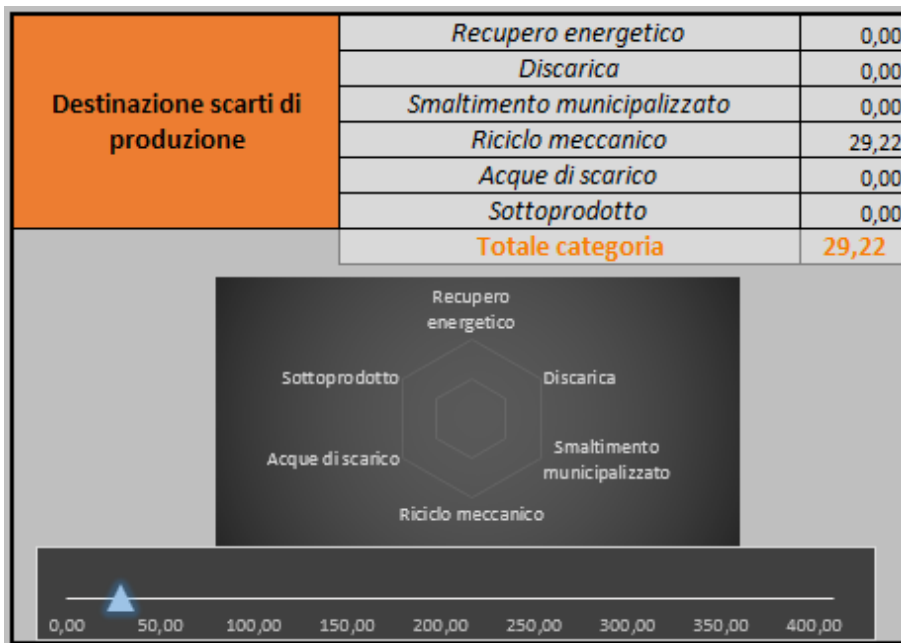 Destinazione scarti di
produzione
Recupero energetico 0,00
Discarica 0,00
Smaltimento municipalizzato 0,00
Riciclo meccanico 29,22
Acque di scarico 0,00
Sottoprodotto 0,00
Totale categoria 29,22
Recupero
energetico
Sottoprodotto Discarica
Acque di scarico Smaltimento
municipalizzato
Riciclo meccanico
0,00 50,00 100,00 150,00 200,00 250,00 300,00 350,00 400,00